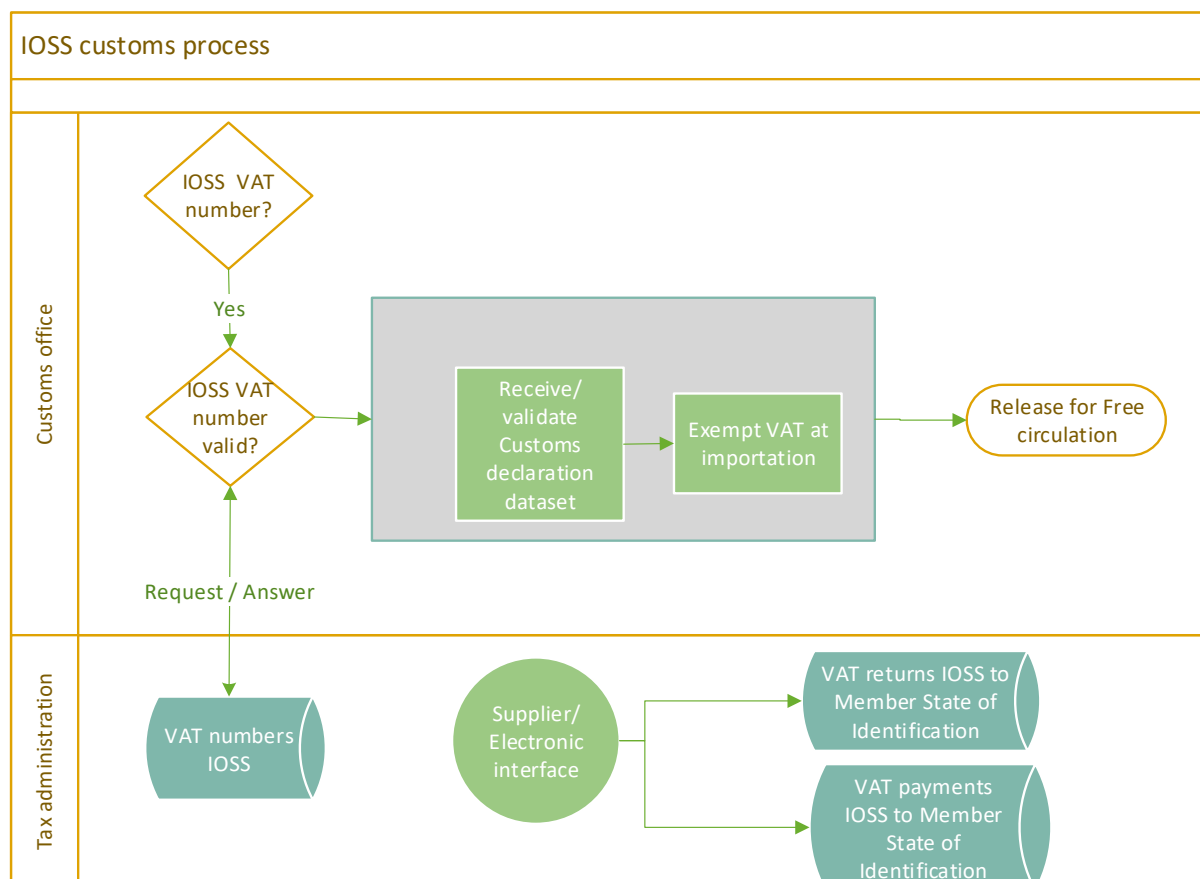 IOSS customs process
Customs office
IOSS VAT
number?
Yes
IOSS VAT
number
valid?
Receive/
validate
Customs
declaration
dataset
Exempt VAT at
importation
Release for Free
circulation
Request / Answer
Tax administration
VAT numbers
IOSS
Supplier/
Electronic
interface
VAT returns IOSS to
Member State of
Identification
VAT payments
IOSS to Member
State of
Identification